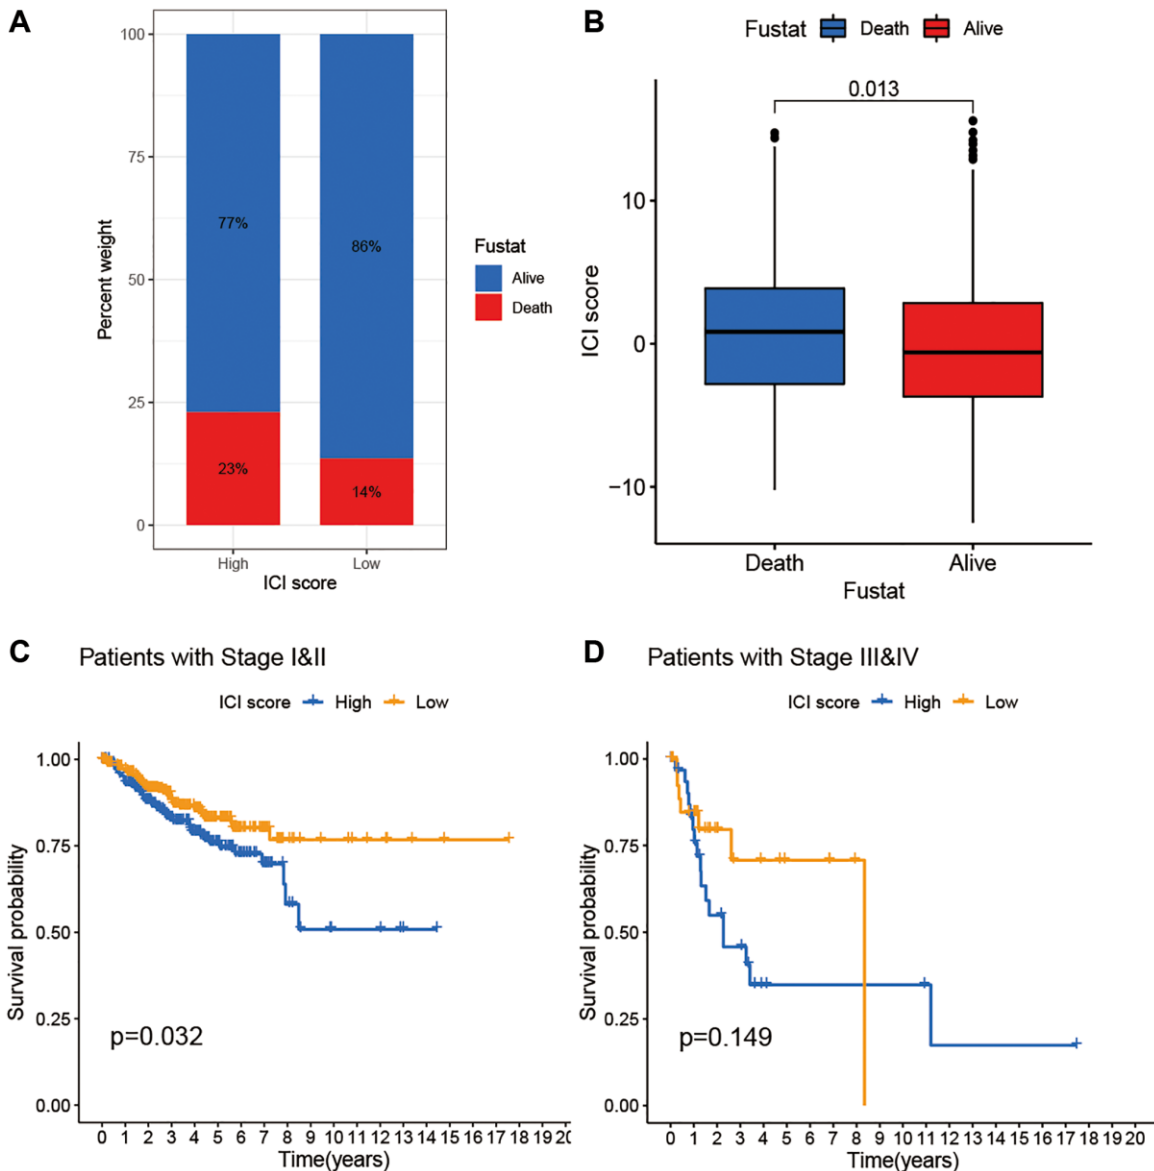 A
100
75
50
25
0
Percent weight
77%
86%
23%
14%
High
Low
ICI score
Fustat
Alive
Death
B
Fustat Death Alive
0.013
10
0
−10
ICI score
Death
Alive
Fustat
C
Patients with Stage I&II
ICI score High Low
1.00
0.75
0.50
0.25
0.00
Survival probability
p=0.032
0 1 2 3 4 5 6 7 8 9 10 11 12 13 14 15 16 17 18 19 20
Time(years)
D
Patients with Stage III&IV
ICI score High Low
1.00
0.75
0.50
0.25
0.00
Survival probability
p=0.149
0 1 2 3 4 5 6 7 8 9 10 11 12 13 14 15 16 17 18 19 20
Time(years)